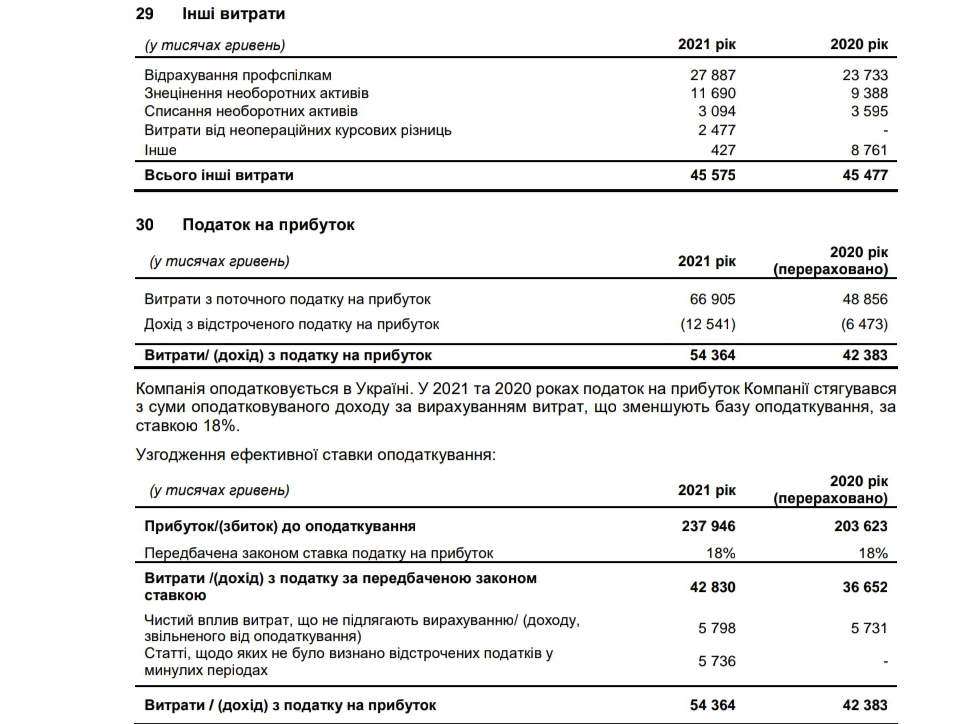 29 Інші витрати
(у тисячах гривень) 2021 рік 2020 рік
Відрахування профспілкам 27 887 23 733
Знецінення необоротних активів 11 690 9 388
Списання необоротних активів 3 094 3 595
Витрати від неопераційних курсових різниць 2 477 -
Інше 427 8 761
Всього інші витрати 45 575 45 477
30 Податок на прибуток
(у тисячах гривень) 2021 рік 2020 рік (перераховано)
Витрати з поточного податку на прибуток 66 905 48 856
Дохід з відстроченого податку на прибуток (12 541) (6 473)
Витрати/ (дохід) з податку на прибуток 54 364 42 383
Компанія оподатковується в Україні. У 2021 та 2020 роках податок на прибуток Компанії стягувався
з суми оподатковуваного доходу за вирахуванням витрат, що зменшують базу оподаткування, за
ставкою 18%.
Узгодження ефективної ставки оподаткування:
(у тисячах гривень) 2021 рік 2020 рік (перераховано)
Прибуток/(збиток) до оподаткування 237 946 203 623
Передбачена законом ставка податку на прибуток 18% 18%
Витрати /(дохід) з податку за передбаченою законом
ставкою 42 830 36 652
Чистий вплив витрат, що не підлягають вирахуванню/ (доходу,
звільненого від оподаткування) 5 798 5 731
Статті, щодо яких не було визнано відстрочених податків у
минулих періодах 5 736 -
Витрати / (дохід) з податку на прибуток 54 364 42 383